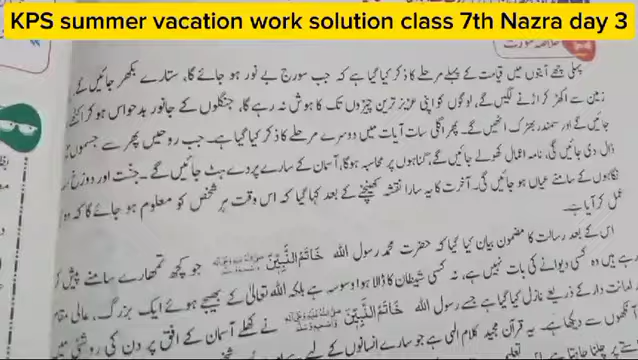 KPS summer vacation work solution class 7th Nazra day 3
خلاصہ سورت
پہلی چھے آیتوں میں قیامت کے پہلے مرحلے کا ذکر کیا گیا ہے کہ جب سورج بے نور ہو جائے گا، ستارے بکھر جائیں گے
زمین سے اکھڑ کر اڑنے لگیں گے، لوگوں کو اپنی عزیز ترین چیزوں تک کا ہوش نہ رہے گا، جنگلوں کے جانور بدحواس ہو کر اکٹھے
جائیں گے اور سمندر بھڑک اٹھیں گے۔ پھر اگلی سات آیات میں دوسرے مرحلے کا ذکر کیا گیا ہے۔ جب روحیں پھر سے جسموں
ڈال دی جائیں گی، نامہ اعمال کھولے جائیں گے، گناہوں پر محاسبہ ہوگا، آسمان کے سارے پردے ہٹ جائیں گے۔ جنت اور دوزخ
نگاہوں کے سامنے عیاں ہو جائیں گی۔ آخرت کا یہ سارا نقشہ کھینچنے کے بعد کہا گیا کہ اس وقت ہر شخص کو معلوم ہو جائے گا کہ وہ
عمل کر آیا ہے۔
اس کے بعد رسالت کا مضمون بیان کیا گیا کہ حضرت محمد رسول اللہ خَاتَمُ النَّبِیّٖنَ جو کچھ تمھارے سامنے پیش کر
رہے ہیں وہ کسی دیوانے کی بات نہیں ہے، نہ کسی شیطان کا ڈالا ہوا وسوسہ ہے بلکہ اللہ تعالیٰ کے بھیجے ہوئے ایک بزرگ، عالی مقام
امانت دار کے ذریعے نازل کیا گیا ہے جسے رسول اللہ خَاتَمُ النَّبِیّٖنَ نے کھلے آسمان کے افق پر دن کی روشنی میں
آنکھوں سے دیکھا ہے۔ یہ قرآن مجید کلام الٰہی ہے جو سارے انسانوں کے لیے